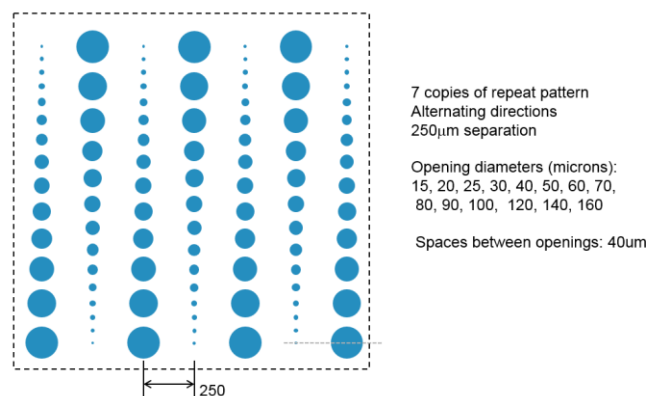 7 copies of repeat pattern
Alternating directions
250μm separation
Opening diameters (microns):
15, 20, 25, 30, 40, 50, 60, 70,
80, 90, 100, 120, 140, 160
Spaces between openings: 40um
250